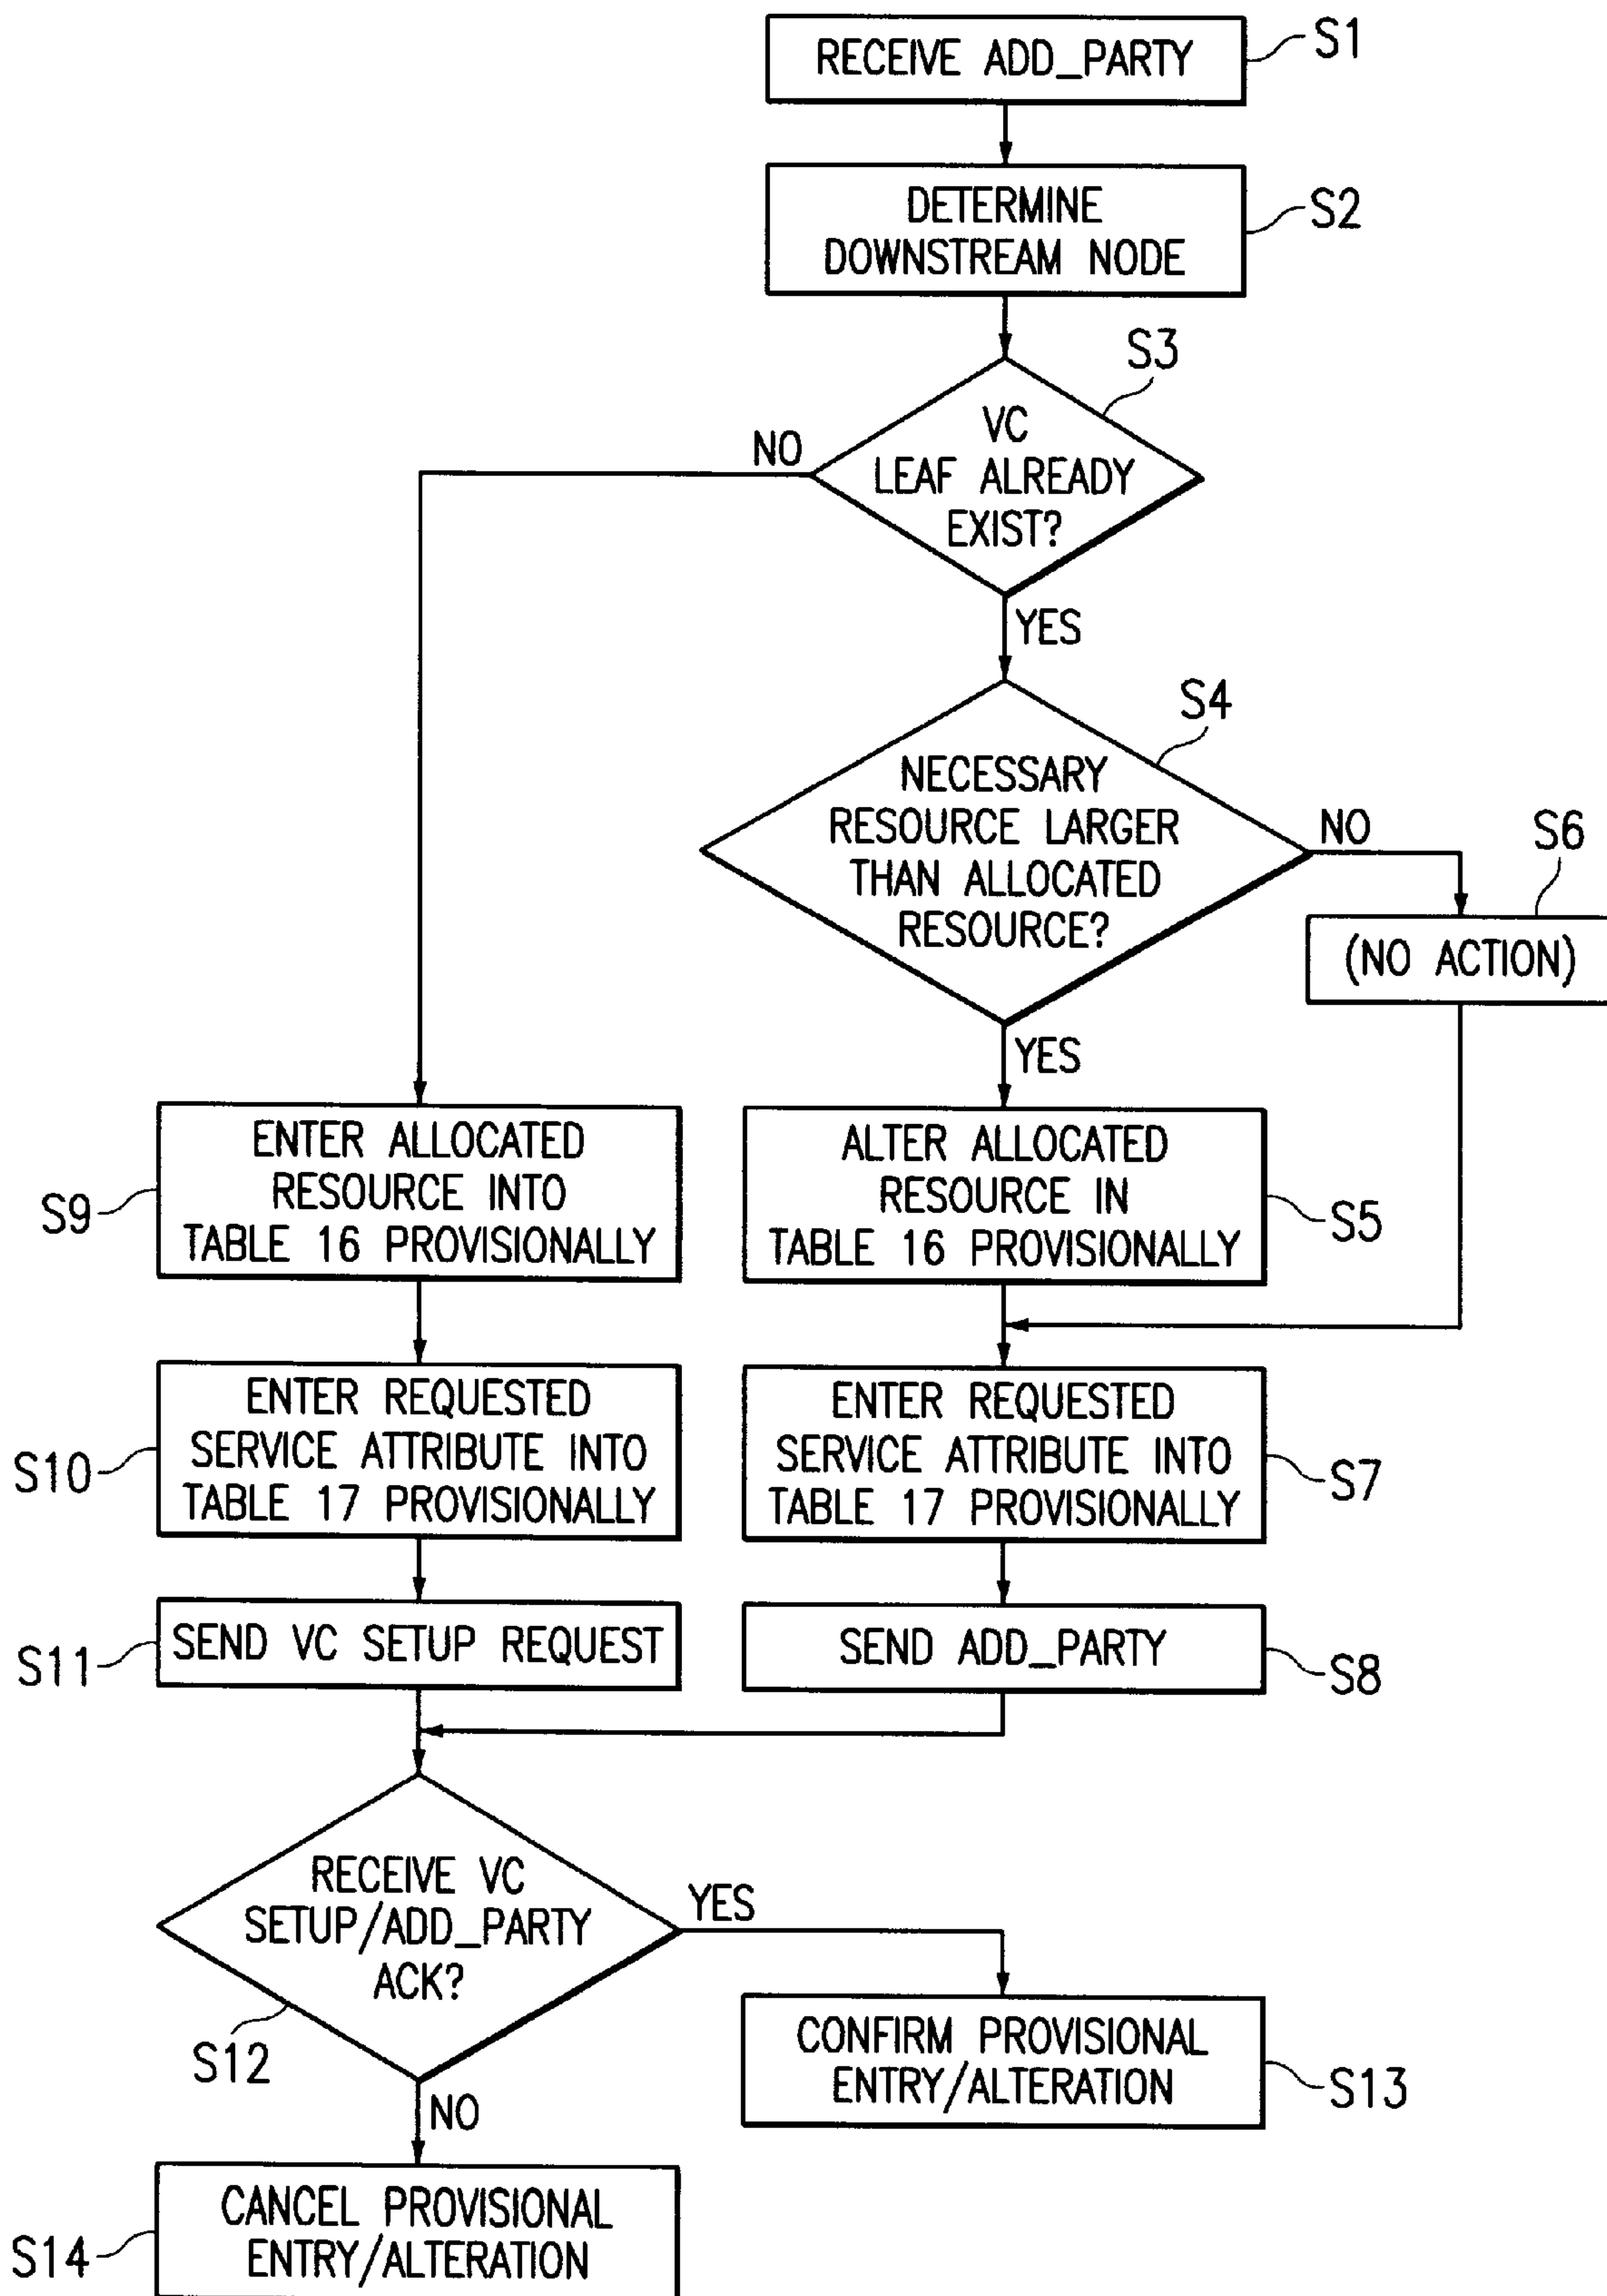 RECEIVE ADD_PARTY
S1
DETERMINE
DOWNSTREAM NODE
S2
S3
VC
LEAF ALREADY
EXIST?
NO
YES
S4
NECESSARY
RESOURCE LARGER
THAN ALLOCATED
RESOURCE?
NO
S6
(NO ACTION)
YES
S9
ENTER ALLOCATED
RESOURCE INTO
TABLE 16 PROVISIONALLY
ALTER ALLOCATED
RESOURCE IN
TABLE 16 PROVISIONALLY
S5
S10
ENTER REQUESTED
SERVICE ATTRIBUTE INTO
TABLE 17 PROVISIONALLY
ENTER REQUESTED
SERVICE ATTRIBUTE INTO
TABLE 17 PROVISIONALLY
S7
S11
SEND VC SETUP REQUEST
SEND ADD_PARTY
S8
RECEIVE VC
SETUP/ADD_PARTY
ACK?
YES
S12
CONFIRM PROVISIONAL
ENTRY/ALTERATION
S13
NO
S14
CANCEL PROVISIONAL
ENTRY/ALTERATION